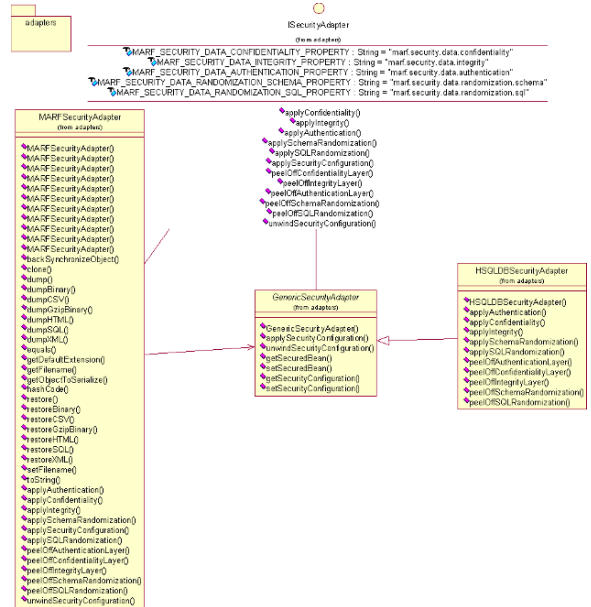 adapters
ISecurityAdapter
(from adapters)
MARF_SECURITY_DATA_CONFIDENTIALITY_PROPERTY : String = "marf.security.data.confidentiality"
MARF_SECURITY_DATA_INTEGRITY_PROPERTY : String = "marf.security.data.integrity"
MARF_SECURITY_DATA_AUTHENTICATION_PROPERTY : String = "marf.security.data.authentication"
MARF_SECURITY_DATA_RANDOMIZATION_SCHEMA_PROPERTY : String = "marf.security.data.randomization.schema"
MARF_SECURITY_DATA_RANDOMIZATION_SQL_PROPERTY : String = "marf.security.data.randomization.sql"
applyConfidentiality()
applyIntegrity()
applyAuthentication()
applySchemaRandomization()
applySQLRandomization()
applySecurityConfiguration()
peelOffConfidentialityLayer()
peelOffIntegrityLayer()
peelOffAuthenticationLayer()
peelOffSchemaRandomization()
peelOffSQLRandomization()
unwindSecurityConfiguration()
MARFSecurityAdapter
(from adapters)
MARFSecurityAdapter()
MARFSecurityAdapter()
MARFSecurityAdapter()
MARFSecurityAdapter()
MARFSecurityAdapter()
MARFSecurityAdapter()
MARFSecurityAdapter()
MARFSecurityAdapter()
MARFSecurityAdapter()
MARFSecurityAdapter()
MARFSecurityAdapter()
backSynchronizeObject()
clone()
dump()
dumpBinary()
dumpCSV()
dumpGzipBinary()
dumpHTML()
dumpSQL()
dumpXML()
equals()
getDefaultExtension()
getFilename()
getObjectToSerialize()
hashCode()
restore()
restoreBinary()
restoreCSV()
restoreGzipBinary()
restoreHTML()
restoreSQL()
restoreXML()
setFilename()
toString()
applyAuthentication()
applyConfidentiality()
applyIntegrity()
applySchemaRandomization()
applySecurityConfiguration()
applySQLRandomization()
peelOffAuthenticationLayer()
peelOffConfidentialityLayer()
peelOffIntegrityLayer()
peelOffSchemaRandomization()
peelOffSQLRandomization()
unwindSecurityConfiguration()
GenericSecurityAdapter
(from adapters)
GenericSecurityAdapter()
applySecurityConfiguration()
unwindSecurityConfiguration()
getSecuredBean()
setSecuredBean()
getSecurityConfiguration()
setSecurityConfiguration()
HSQLDBSecurityAdapter
(from adapters)
HSQLDBSecurityAdapter()
applyAuthentication()
applyConfidentiality()
applyIntegrity()
applySchemaRandomization()
applySQLRandomization()
peelOffAuthenticationLayer()
peelOffConfidentialityLayer()
peelOffIntegrityLayer()
peelOffSchemaRandomization()
peelOffSQLRandomization()